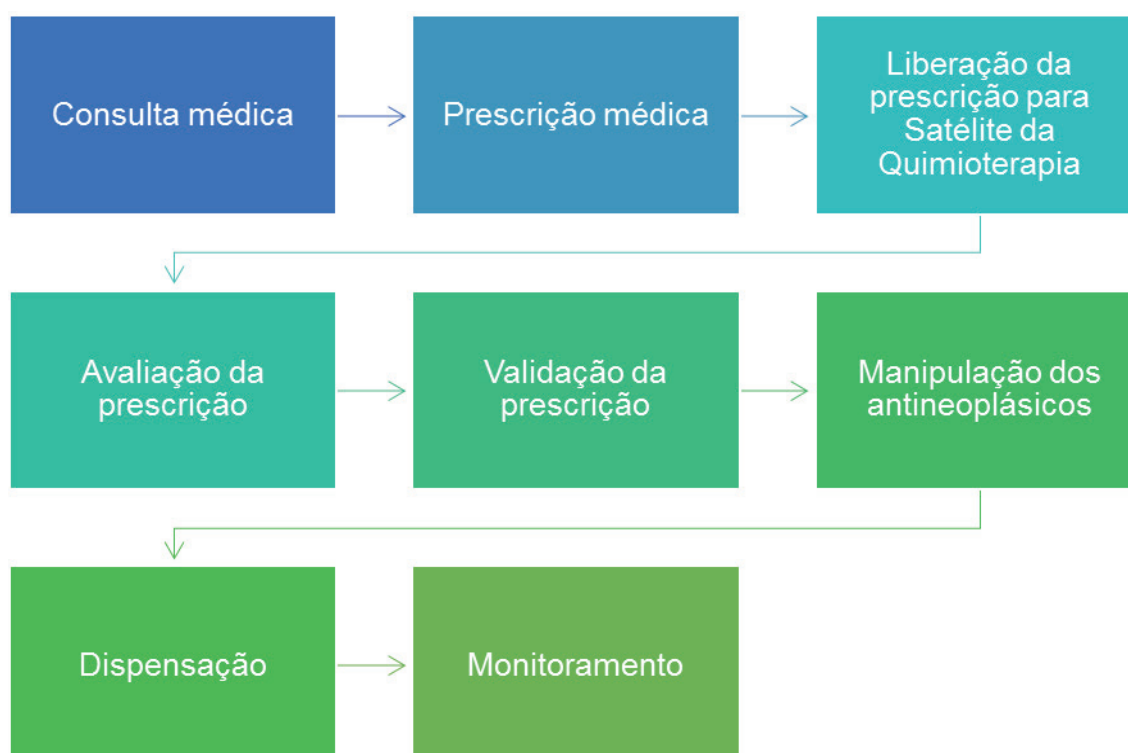 Consulta médica
Prescrição médica
Liberação da
prescrição para
Satélite da
Quimioterapia
Avaliação da
prescrição
Validação da
prescrição
Manipulação dos
antineoplásicos
Dispensação
Monitoramento